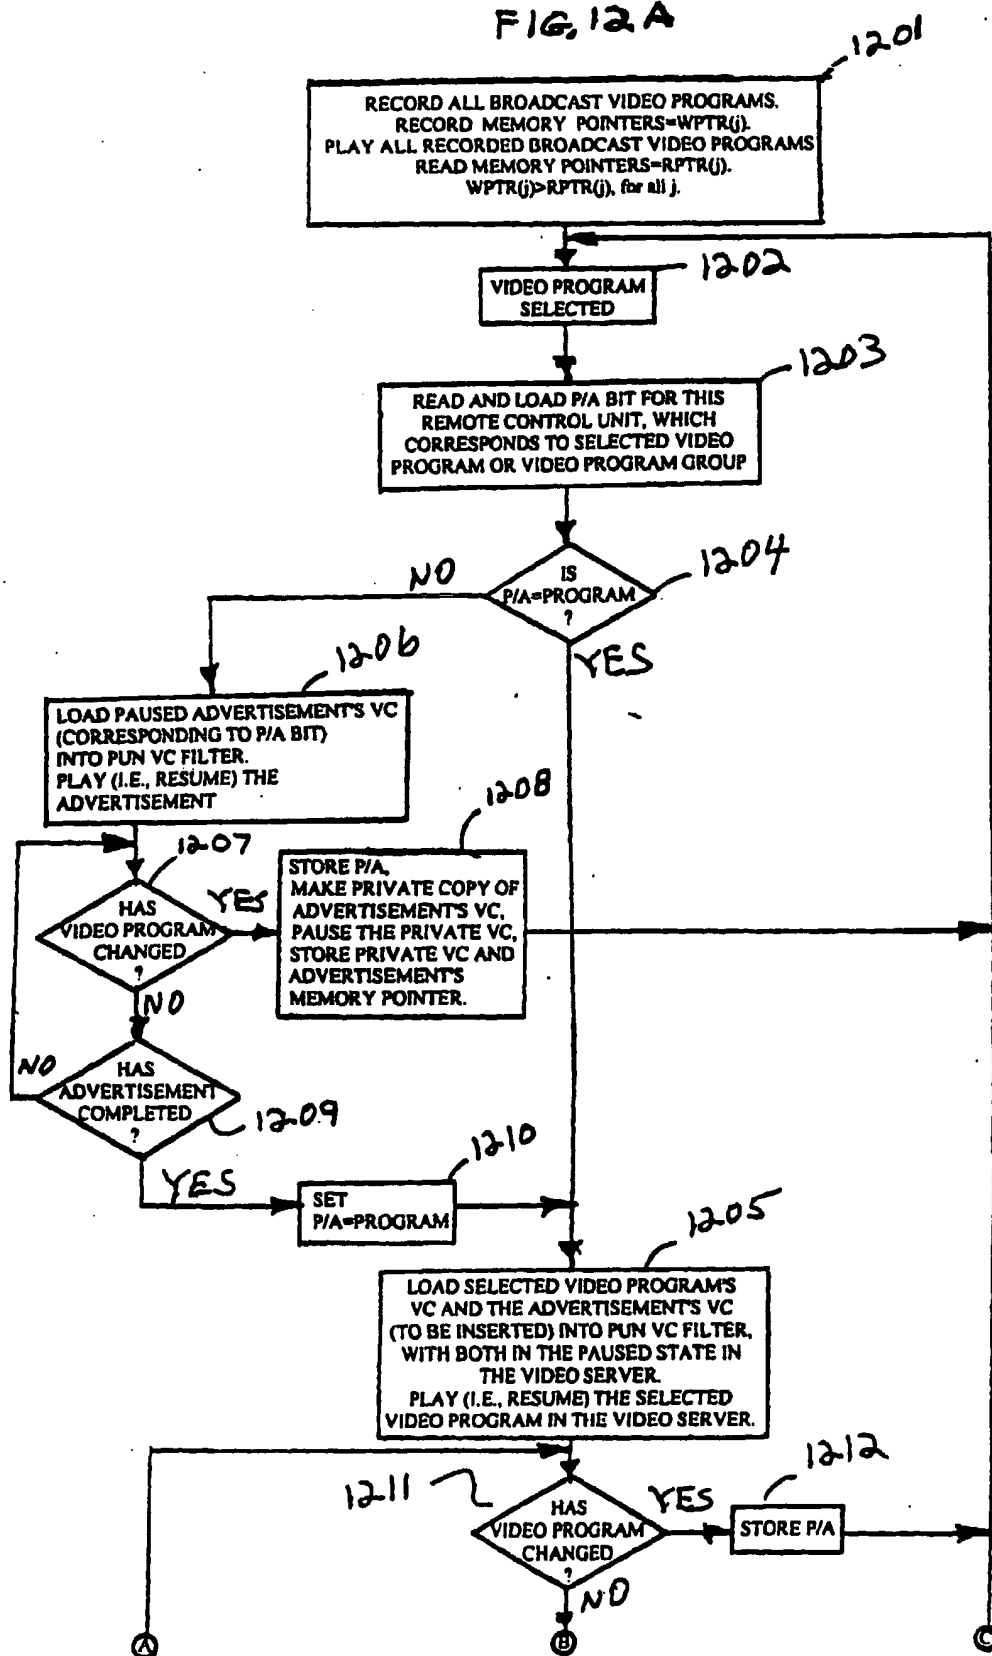 FIG. 12A
1201
RECORD ALL BROADCAST VIDEO PROGRAMS.
RECORD MEMORY POINTERS=WPTR(j).
PLAY ALL RECORDED BROADCAST VIDEO PROGRAMS
READ MEMORY POINTERS=RPTR(j).
WPTR(j)>RPTR(j), for all j.
1202
VIDEO PROGRAM
SELECTED
1203
READ AND LOAD P/A BIT FOR THIS
REMOTE CONTROL UNIT, WHICH
CORRESPONDS TO SELECTED VIDEO
PROGRAM OR VIDEO PROGRAM GROUP
1204
IS
P/A=PROGRAM
?
NO
YES
1206
LOAD PAUSED ADVERTISEMENT'S VC
(CORRESPONDING TO P/A BIT)
INTO PUN VC FILTER.
PLAY (I.E., RESUME) THE
ADVERTISEMENT
1207
HAS
VIDEO PROGRAM
CHANGED
?
YES
NO
1208
STORE P/A,
MAKE PRIVATE COPY OF
ADVERTISEMENT'S VC,
PAUSE THE PRIVATE VC,
STORE PRIVATE VC AND
ADVERTISEMENT'S
MEMORY POINTER.
NO
HAS
ADVERTISEMENT
COMPLETED
?
1209
YES
1210
SET
P/A=PROGRAM
1205
LOAD SELECTED VIDEO PROGRAM'S
VC AND THE ADVERTISEMENT'S VC
(TO BE INSERTED) INTO PUN VC FILTER,
WITH BOTH IN THE PAUSED STATE IN
THE VIDEO SERVER.
PLAY (I.E., RESUME) THE SELECTED
VIDEO PROGRAM IN THE VIDEO SERVER.
1211
HAS
VIDEO PROGRAM
CHANGED
?
YES
1212
STORE P/A
NO
A
B
C